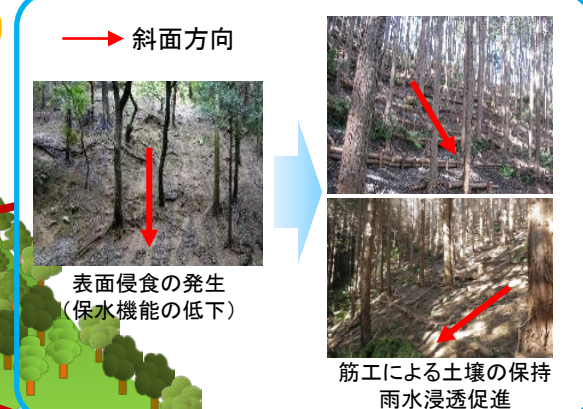 斜面方向
表面侵食の発生
（保水機能の低下）
筋工による土壌の保持
雨水浸透促進